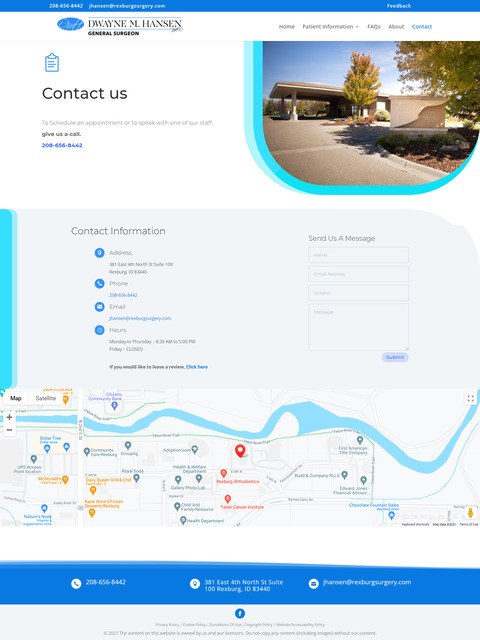 208-656-8442 jhansen@rexburgsurgery.com Feedback
DWAYNE M. HANSEN
GENERAL SURGEON
Home Patient Information FAQs About Contact
Contact us
To Schedule an appointment or to speak with one of our staff,
give us a call.
208-656-8442
Contact Information
Address
381 East 4th North St Suite 100
Rexburg, ID 83440
Phone
208-656-8442
Email
jhansen@rexburgsurgery.com
Hours
Monday to Thursday – 8:30 AM to 5:00 PM
Friday – CLOSED
If you would like to leave a review, Click here
Send Us A Message
Name
Email Address
Subject
Message
Submit
Map Satellite
Citizens
Community Bank
Dollar Tree
UPS Access
Point location
McDonald's
Nature's Nook
Community
Care Rexburg
Grouping
Adoption.com
Royal Soda
Dairy Queen Grill & Chill
Kara Ann's Frozen
Desserts Rexburg
Health & Welfare
Department
Gallery Photo Lab
Child And
Family Resource
Health Department
Rexburg Orthodontics
Teton Cancer Institute
First American
Title Company
Rudd & Company PLLC
Edward Jones
Financial Advisor
Chocolate Fountain Sales
Keyboard shortcuts Map data ©2021 Terms of Use
208-656-8442
381 East 4th North St Suite
100 Rexburg, ID 83440
jhansen@rexburgsurgery.com
Privacy Policy | Cookie Policy | Conditions Of Use | Copyright Policy | Website Accessibility Policy
© 2021 The content on this website is owned by us and our licensors. Do not copy any content (including images) without our consent